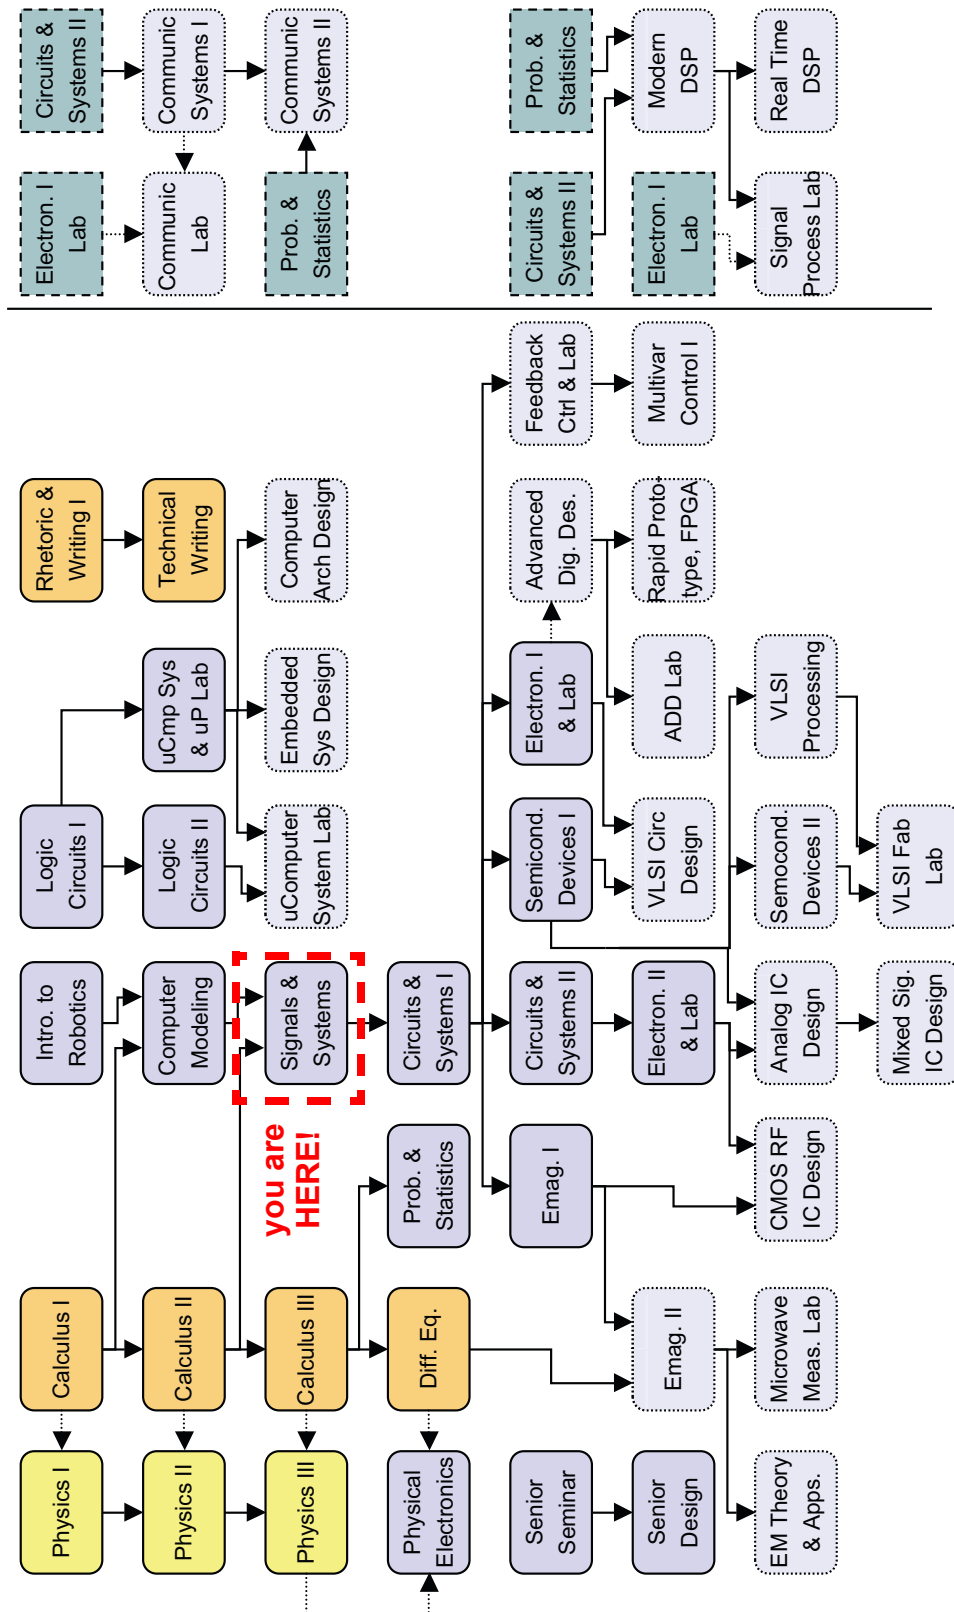 Circuits &
Systems II
Communic
Systems I
Communic
Systems II
Electron. I
Lab
Communic
Lab
Prob. &
Statistics
Prob. &
Statistics
Modern
DSP
Real Time
DSP
Circuits &
Systems II
Electron. I
Lab
Signal
Process Lab
Rhetoric &
Writing I
Technical
Writing
Computer
Arch Design
Feedback
Ctrl & Lab
Multivar
Control I
Advanced
Dig. Des.
Rapid Proto-
type, FPGA
uCmp Sys
& uP Lab
Embedded
Sys Design
Electron. I
& Lab
ADD Lab
VLSI
Processing
Logic
Circuits I
Logic
Circuits II
uComputer
System Lab
Semicond.
Devices I
VLSI Circ
Design
Semocond.
Devices II
VLSI Fab
Lab
Intro. to
Robotics
Computer
Modeling
Signals &
Systems
Circuits &
Systems I
Circuits &
Systems II
Electron. II
& Lab
Analog IC
Design
Mixed Sig.
IC Design
you are
HERE!
Prob. &
Statistics
Emag. I
CMOS RF
IC Design
Calculus I
Calculus II
Calculus III
Diff. Eq.
Emag. II
Microwave
Meas. Lab
Physics I
Physics II
Physics III
Physical
Electronics
Senior
Seminar
Senior
Design
EM Theory
& Apps.